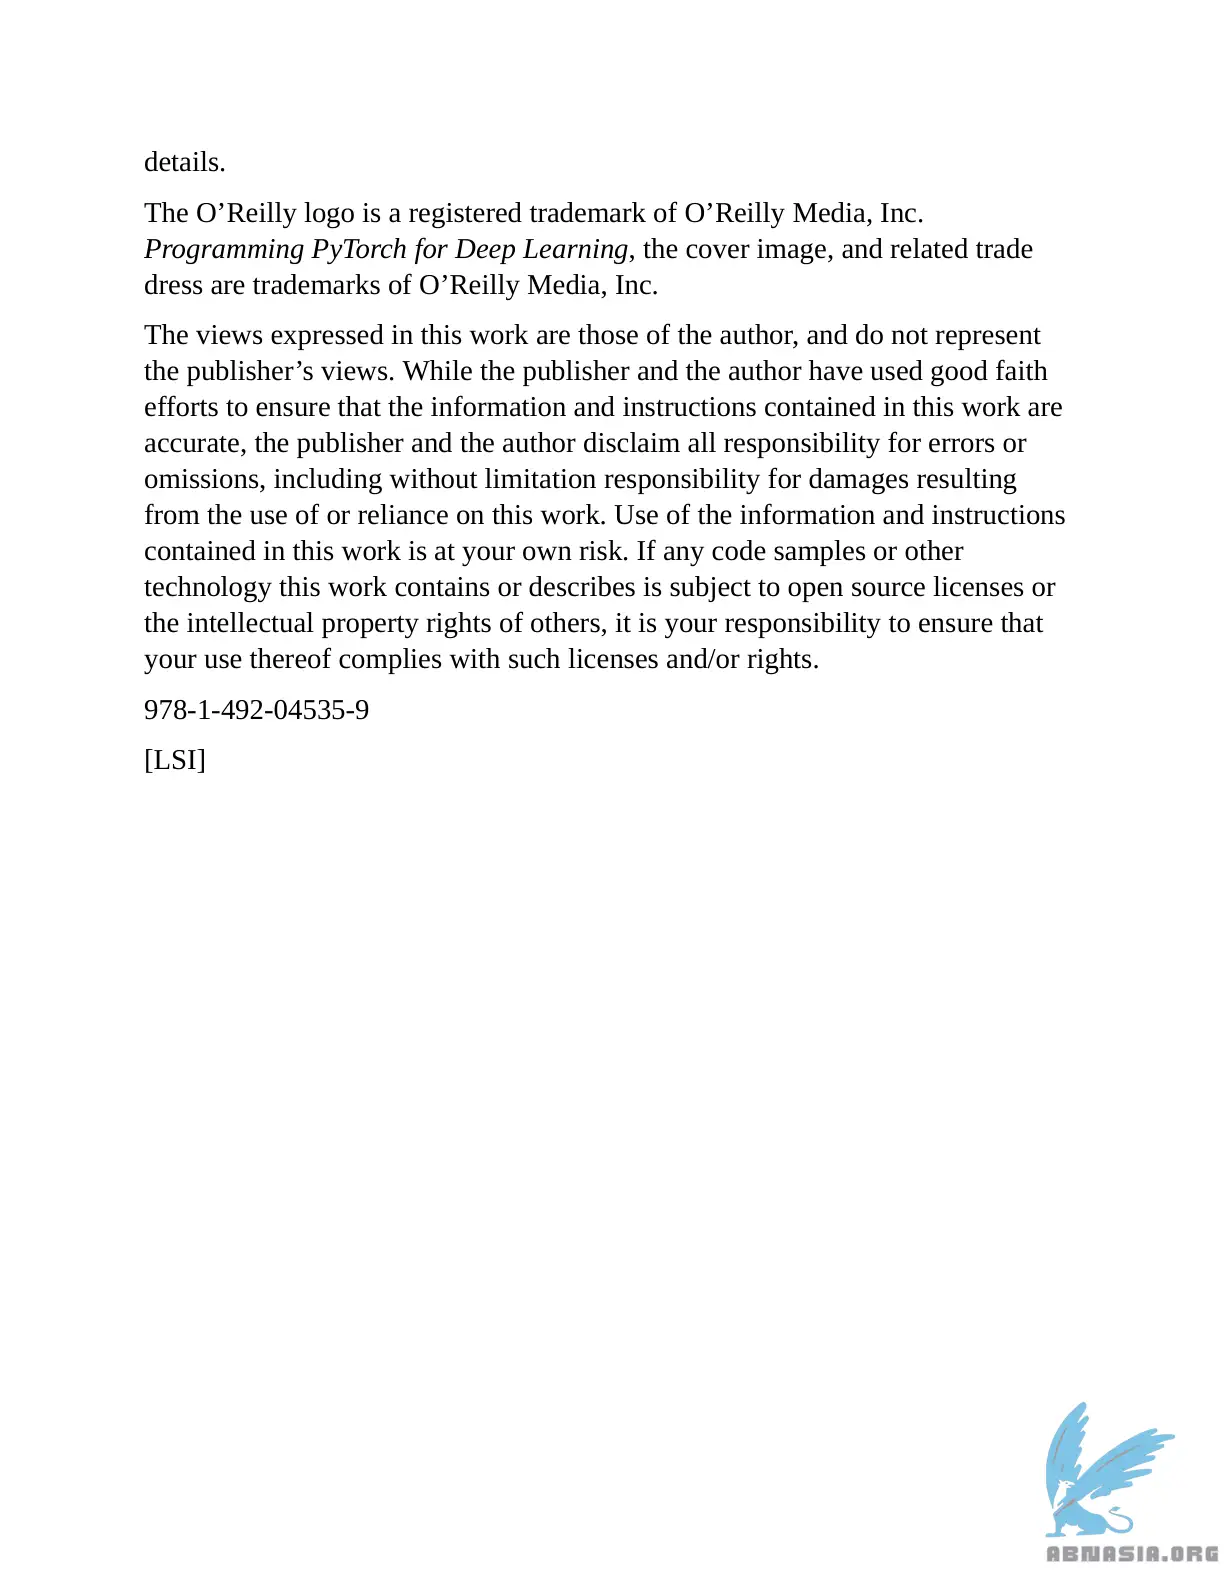 details.
The O’Reilly logo is a registered trademark of O’Reilly Media, Inc.
Programming PyTorch for Deep Learning, the cover image, and related trade
dress are trademarks of O’Reilly Media, Inc.
The views expressed in this work are those of the author, and do not represent
the publisher’s views. While the publisher and the author have used good faith
efforts to ensure that the information and instructions contained in this work are
accurate, the publisher and the author disclaim all responsibility for errors or
omissions, including without limitation responsibility for damages resulting
from the use of or reliance on this work. Use of the information and instructions
contained in this work is at your own risk. If any code samples or other
technology this work contains or describes is subject to open source licenses or
the intellectual property rights of others, it is your responsibility to ensure that
your use thereof complies with such licenses and/or rights.
978-1-492-04535-9
[LSI]
ABNASIA.ORG